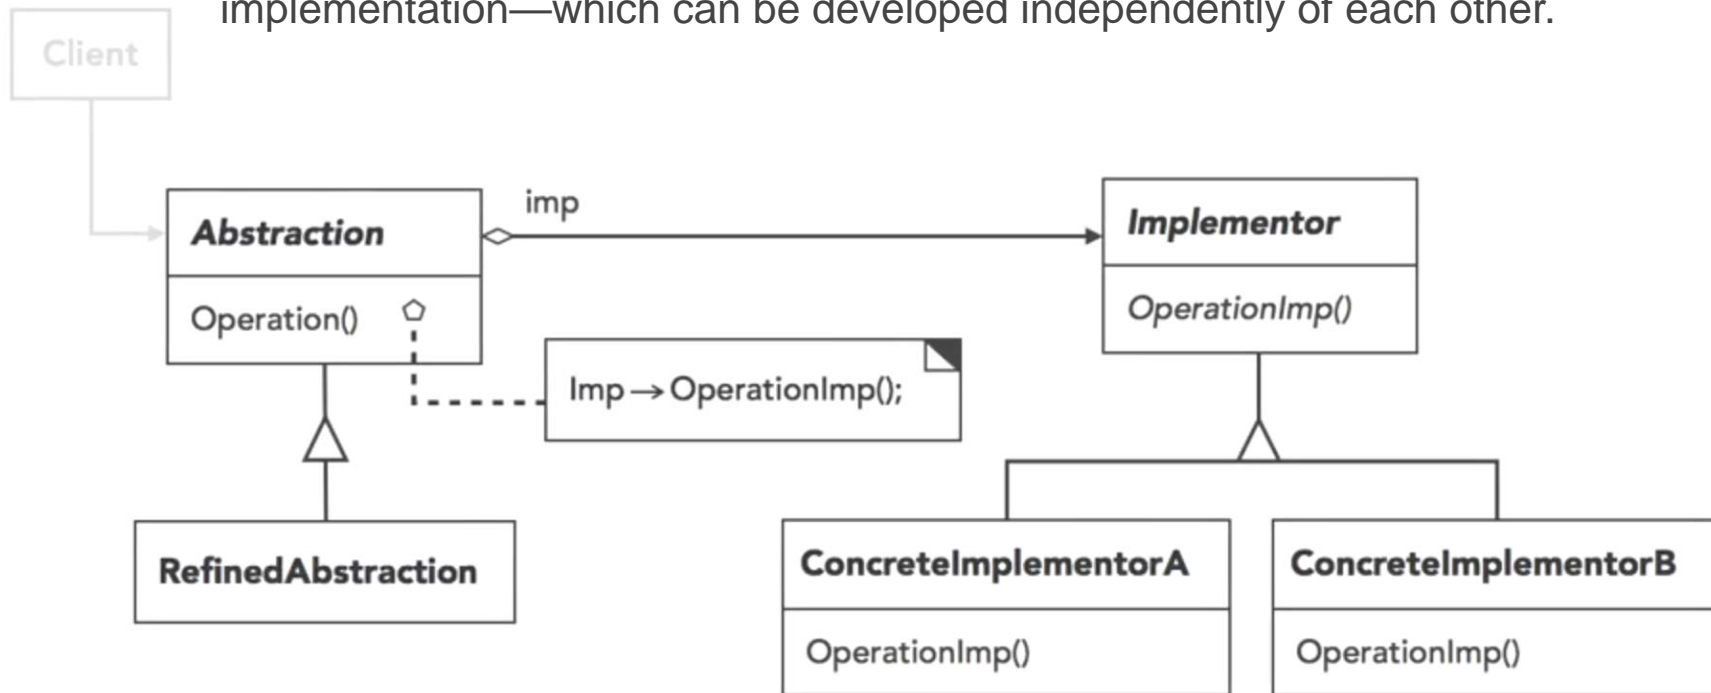 implementation—which can be developed independently of each other.
Client
imp
Abstraction
Implementor
Operation()
OperationImp()
Imp→OperationImp();
RefinedAbstraction
ConcreteImplementorA
ConcreteImplementorB
OperationImp()
OperationImp()